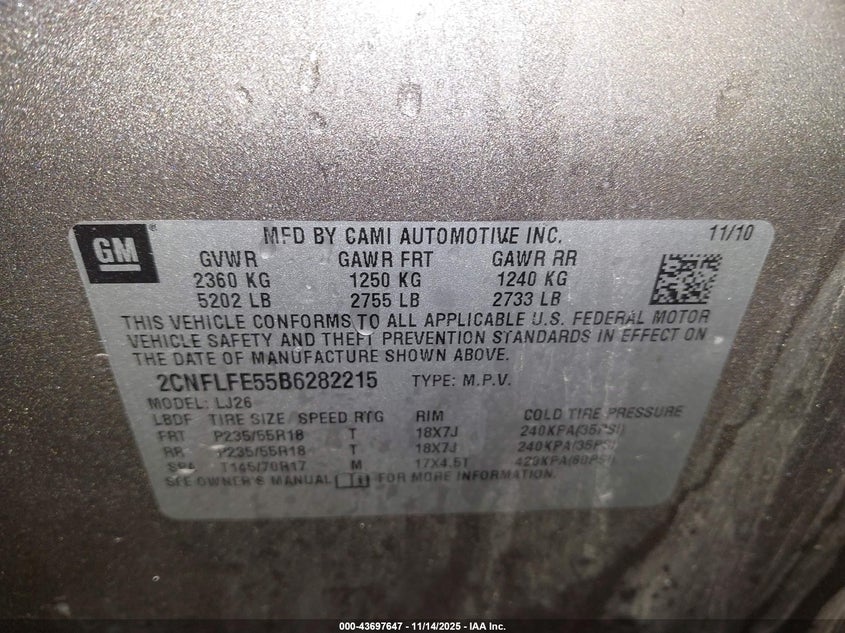 GM
MFD BY CAMI AUTOMOTIVE INC.
11/10
GVWR GAWR FRT GAWR RR
2360 KG 1250 KG 1240 KG
5202 LB 2755 LB 2733 LB
THIS VEHICLE CONFORMS TO ALL APPLICABLE U.S. FEDERAL MOTOR
VEHICLE SAFETY AND THEFT PREVENTION STANDARDS IN EFFECT ON
THE DATE OF MANUFACTURE SHOWN ABOVE.
2CNFLFE55B6282215 TYPE: M.P.V.
MODEL: LJ26
TIRE SIZE SPEED RTG RIM COLD TIRE PRESSURE
FRT P235/55R18 T 18X7J 240KPA(35PSI)
RR P235/55R18 T 18X7J 240KPA(35PSI)
SPA T145/70R17 M 17X4.5T 420KPA(60PSI)
SEE OWNER'S MANUAL FOR MORE INFORMATION.
000-43697647 - 11/14/2025 - IAA Inc.